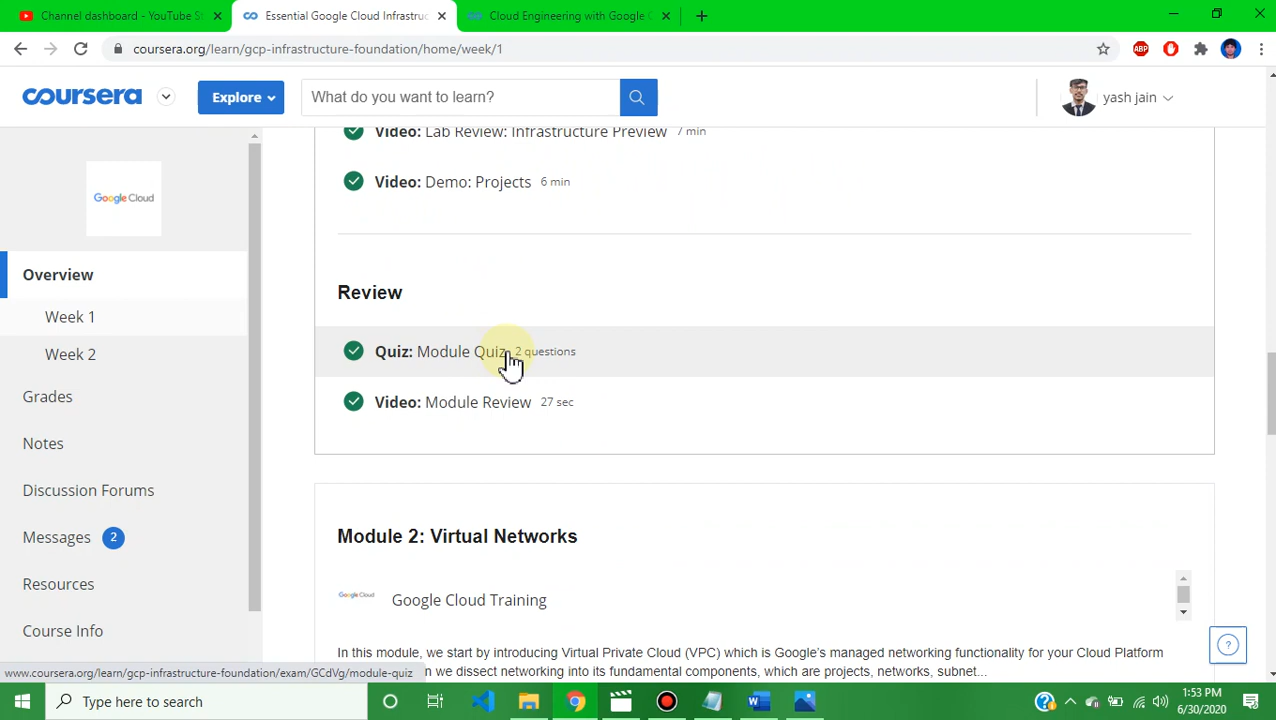 Channel dashboard - YouTube St
Essential Google Cloud Infrastruc
Cloud Engineering with Google C
coursera.org/learn/gcp-infrastructure-foundation/home/week/1
ABP
coursera
Explore
What do you want to learn?
yash jain
Google Cloud
Overview
Week 1
Week 2
Grades
Notes
Discussion Forums
Messages 2
Resources
Course Info
Video: Lab Review: Infrastructure Preview 7 min
Video: Demo: Projects 6 min
Review
Quiz: Module Quiz 2 questions
Video: Module Review 27 sec
Module 2: Virtual Networks
Google Cloud
Google Cloud Training
In this module, we start by introducing Virtual Private Cloud (VPC) which is Google's managed networking functionality for your Cloud Platform
n we dissect networking into its fundamental components, which are projects, networks, subnet...
?
www.coursera.org/learn/gcp-infrastructure-foundation/exam/GCdVg/module-quiz
Type here to search
1:53 PM
6/30/2020